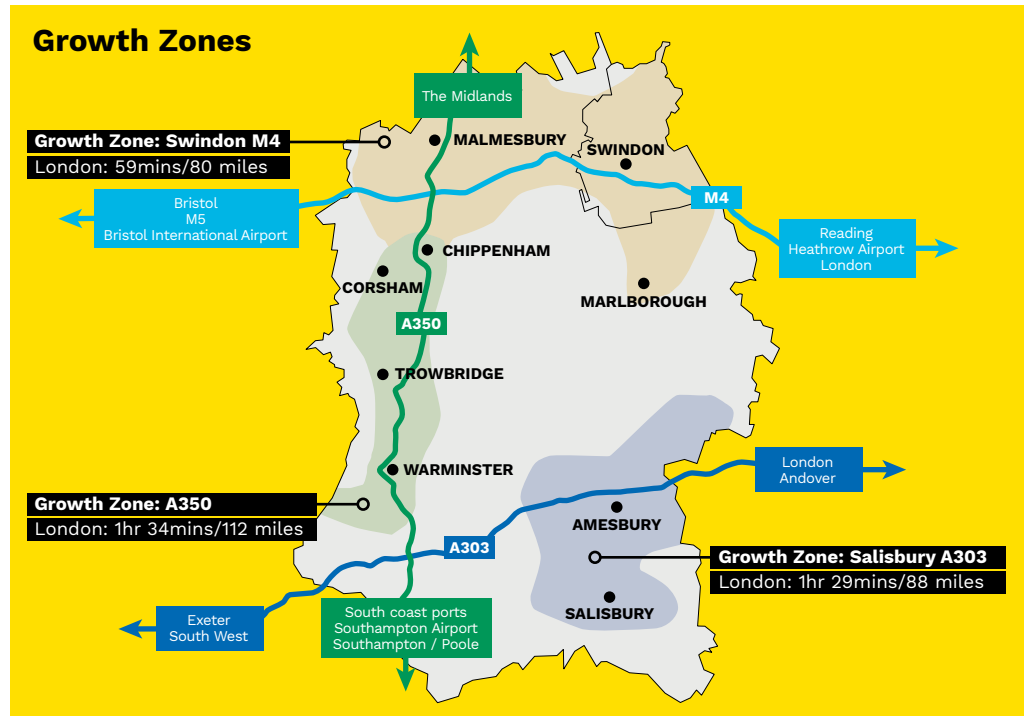 Growth Zones
The Midlands
Growth Zone: Swindon M4
London: 59mins/80 miles
MALMESBURY
SWINDON
Bristol
M5
Bristol International Airport
M4
Reading
Heathrow Airport
London
CHIPPENHAM
CORSHAM
MARLBOROUGH
A350
TROWBRIDGE
WARMINSTER
London
Andover
Growth Zone: A350
London: 1hr 34mins/112 miles
AMESBURY
A303
Growth Zone: Salisbury A303
London: 1hr 29mins/88 miles
SALISBURY
Exeter
South West
South coast ports
Southampton Airport
Southampton / Poole